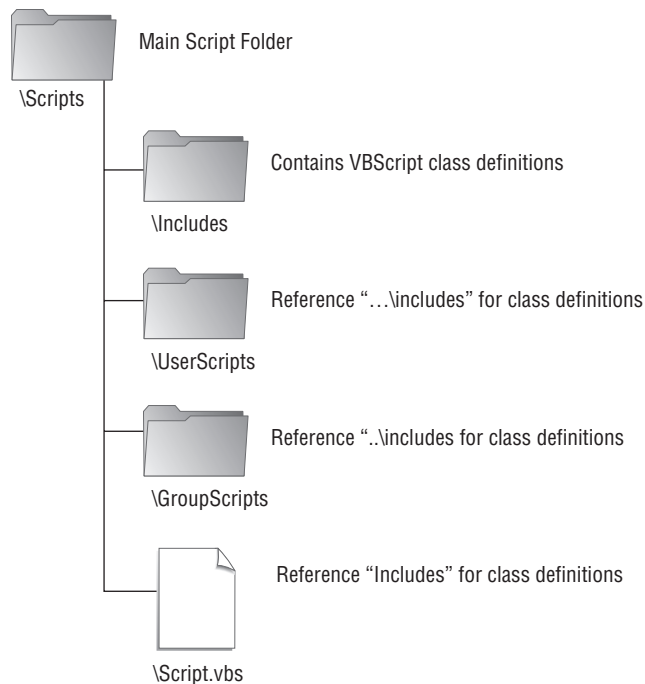 Main Script Folder
\Scripts
Contains VBScript class definitions
\Includes
Reference “…\includes” for class definitions
\UserScripts
Reference “..\includes for class definitions
\GroupScripts
Reference “Includes” for class definitions
\Script.vbs